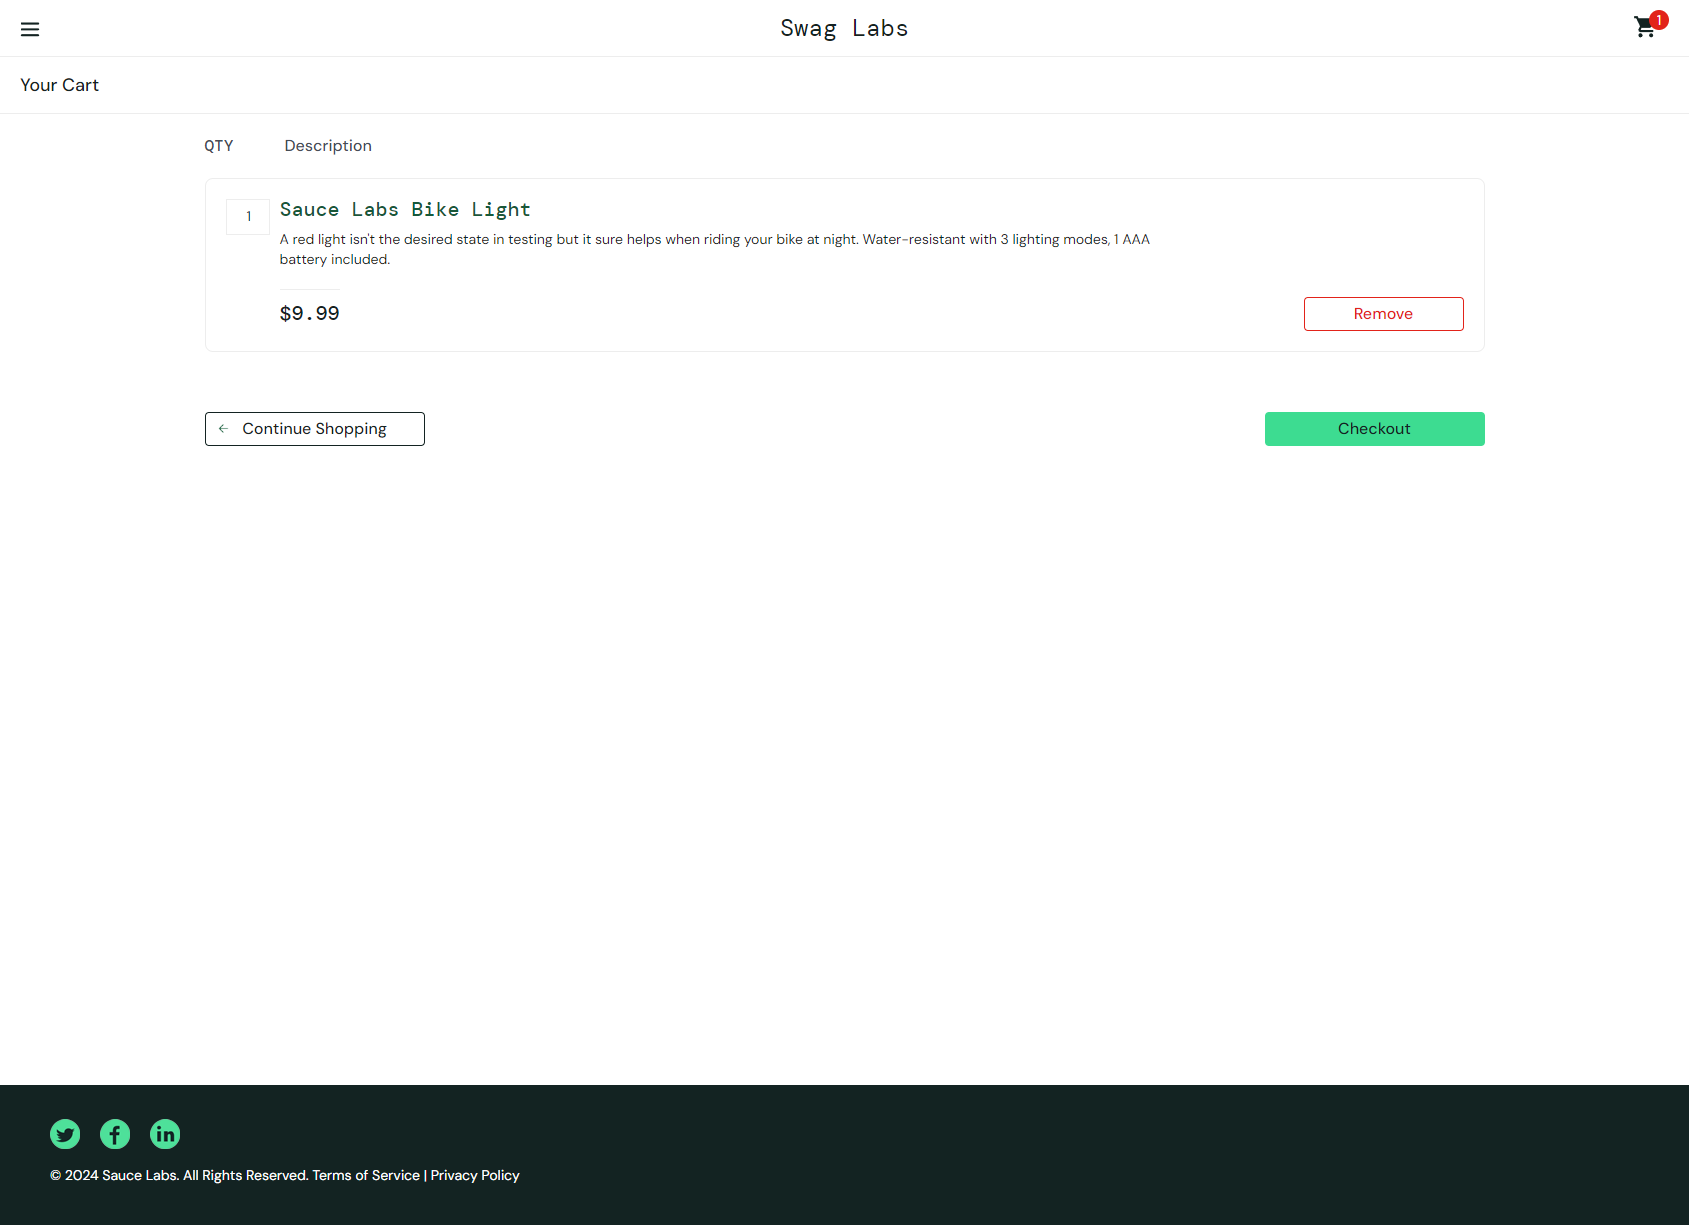 Swag Labs
1
Your Cart
QTY Description
1
Sauce Labs Bike Light
A red light isn't the desired state in testing but it sure helps when riding your bike at night. Water-resistant with 3 lighting modes, 1 AAA
battery included.
$9.99
Remove
← Continue Shopping
Checkout
© 2024 Sauce Labs. All Rights Reserved. Terms of Service | Privacy Policy